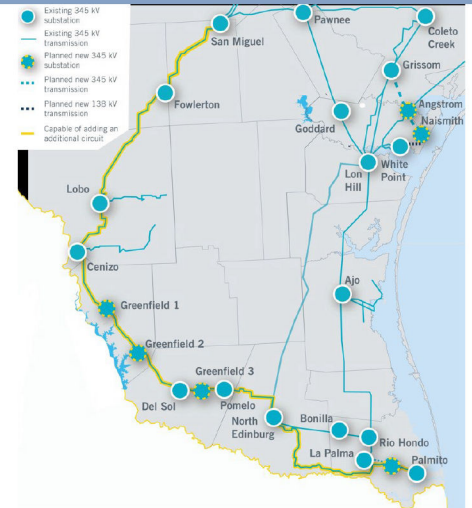 Existing 345 kV
substation
Existing 345 kV
transmission
Planned new 345 kV
substation
Planned new 345 kV
transmission
Planned new 138 kV
transmission
Capable of adding an
additional circuit
Pawnee
San Miguel
Coleto
Creek
Grissom
Fowlerton
Angstrom
Naismith
Goddard
White
Point
Lon
Hill
Lobo
Cenizo
Ajo
Greenfield 1
Greenfield 2
Greenfield 3
Del Sol
Pomelo
North
Edinburg
Bonilla
Rio Hondo
La Palma
Palmito